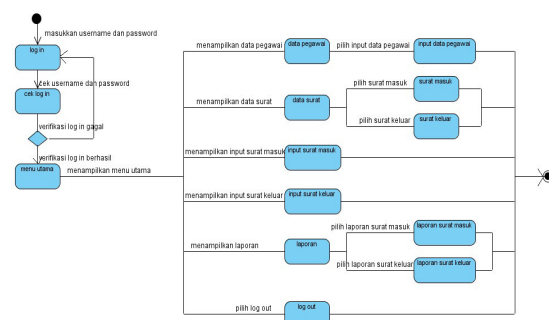 masukkan username dan password
log in
cek username dan password
cek log in
verifikasi log in gagal
verifikasi log in berhasil
menu utama
menampilkan menu utama
menampilkan data pegawai
data pegawai
pilih input data pegawai
input data pegawai
menampilkan data surat
data surat
pilih surat masuk
surat masuk
pilih surat keluar
surat keluar
menampilkan input surat masuk
input surat masuk
menampilkan input surat keluar
input surat keluar
menampilkan laporan
laporan
pilih laporan surat masuk
laporan surat masuk
pilih laporan surat keluar
laporan surat keluar
pilih log out
log out